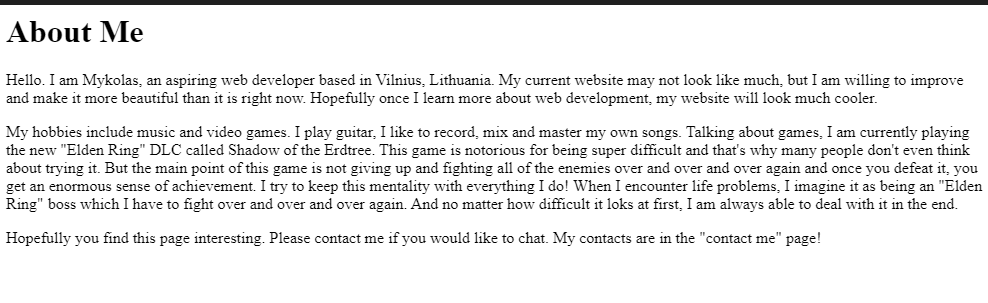 About Me
Hello. I am Mykolas, an aspiring web developer based in Vilnius, Lithuania. My current website may not look like much, but I am willing to improve
and make it more beautiful than it is right now. Hopefully once I learn more about web development, my website will look much cooler.
My hobbies include music and video games. I play guitar, I like to record, mix and master my own songs. Talking about games, I am currently playing
the new "Elden Ring" DLC called Shadow of the Erdtree. This game is notorious for being super difficult and that's why many people don't even think
about trying it. But the main point of this game is not giving up and fighting all of the enemies over and over and over again and once you defeat it, you
get an enormous sense of achievement. I try to keep this mentality with everything I do! When I encounter life problems, I imagine it as being an "Elden
Ring" boss which I have to fight over and over and over again. And no matter how difficult it loks at first, I am always able to deal with it in the end.
Hopefully you find this page interesting. Please contact me if you would like to chat. My contacts are in the "contact me" page!